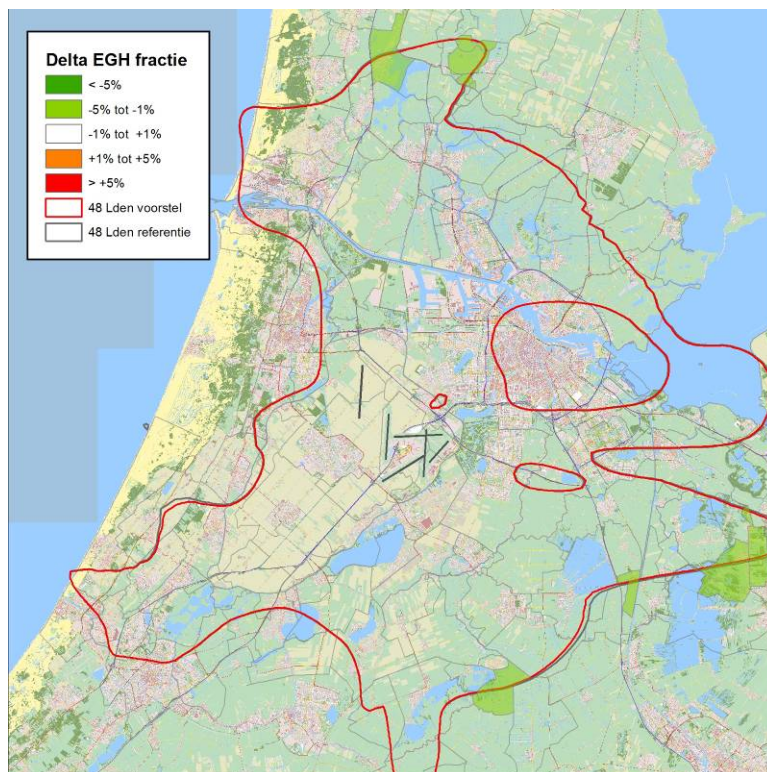 Delta EGH fractie
< -5%
-5% tot -1%
-1% tot +1%
+1% tot +5%
> +5%
48 Lden voorstel
48 Lden referentie